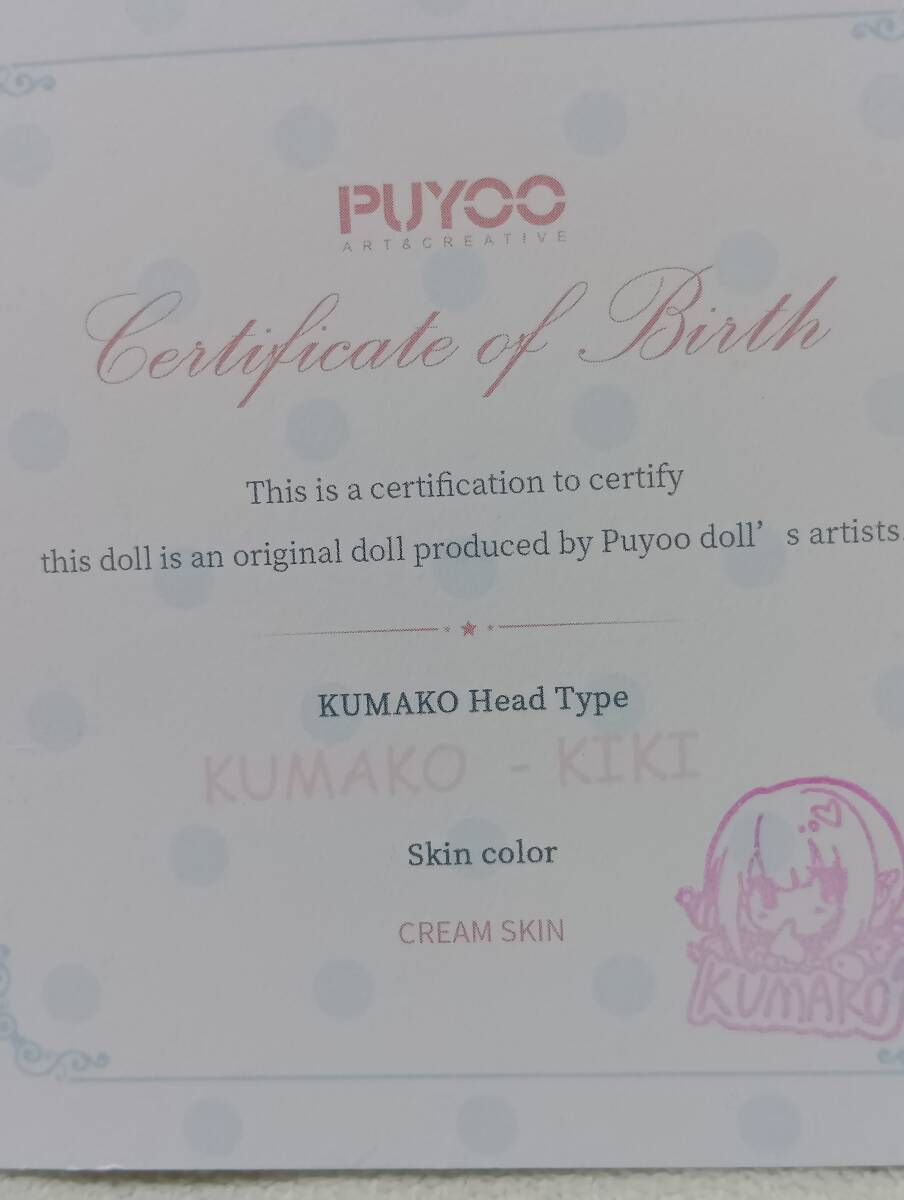 PUYOO
ART&CREATIVE
Certificate of Birth
This is a certification to certify
this doll is an original doll produced by Puyoo doll’ s artists.
KUMAKO Head Type
KUMAKO - KIKI
Skin color
CREAM SKIN
KUMAKO